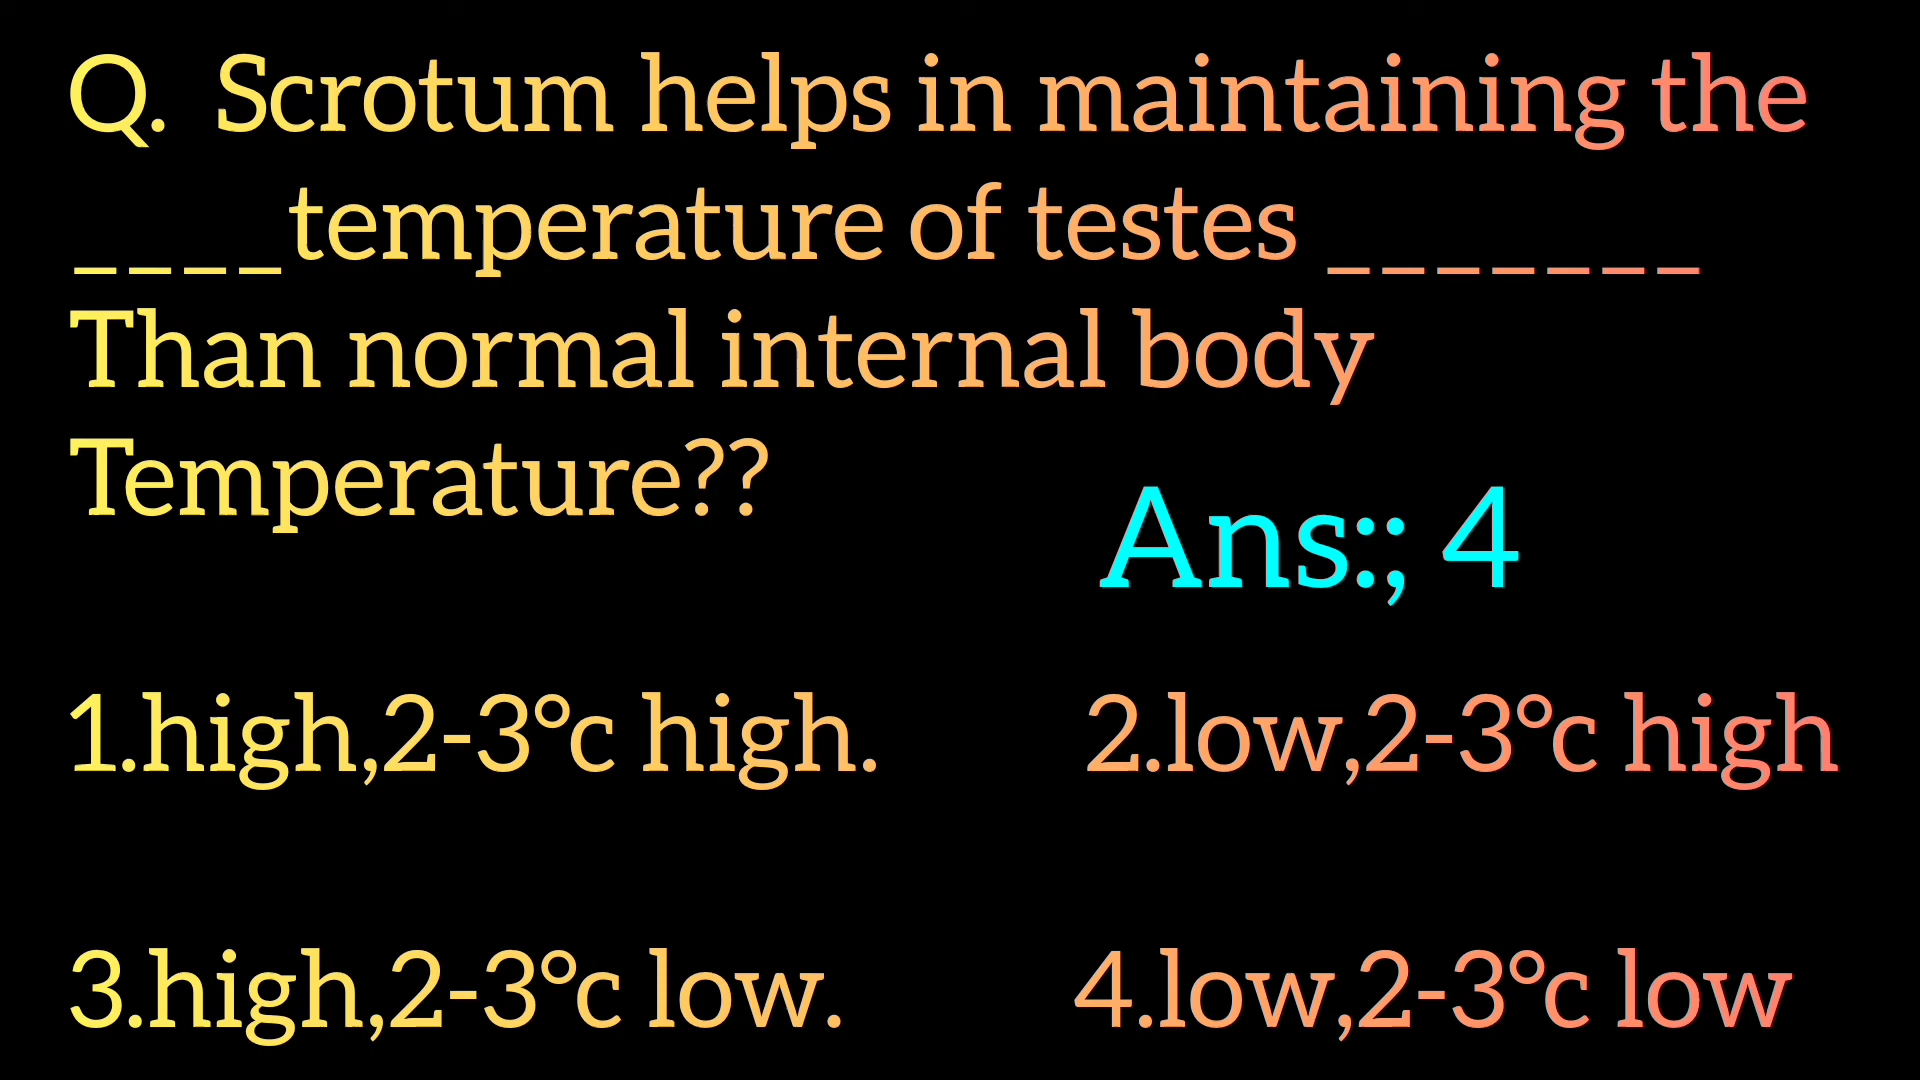 Q. Scrotum helps in maintaining the
____temperature of testes _______
Than normal internal body
Temperature??
Ans:; 4
1.high,2-3°c high. 2.low,2-3°c high
3.high,2-3°c low. 4.low,2-3°c low